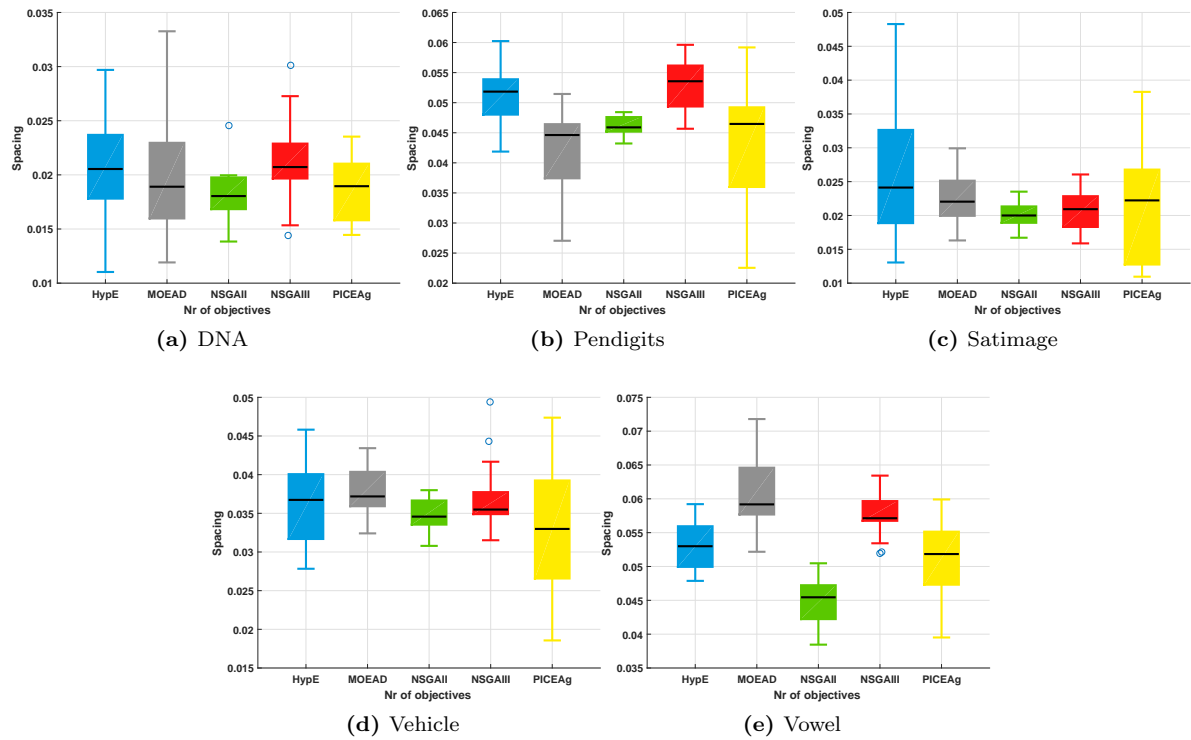 0.035
0.03
0.025
0.02
0.015
0.01
Spacing
HypE MOEAD NSGAII NSGAIII PICEAg
Nr of objectives
(a) DNA
0.065
0.06
0.055
0.05
0.045
0.04
0.035
0.03
0.025
0.02
Spacing
HypE MOEAD NSGAII NSGAIII PICEAg
Nr of objectives
(b) Pendigits
0.05
0.045
0.04
0.035
0.03
0.025
0.02
0.015
0.01
Spacing
HypE MOEAD NSGAII NSGAIII PICEAg
Nr of objectives
(c) Satimage
0.05
0.045
0.04
0.035
0.03
0.025
0.02
0.015
Spacing
HypE MOEAD NSGAII NSGAIII PICEAg
Nr of objectives
(d) Vehicle
0.075
0.07
0.065
0.06
0.055
0.05
0.045
0.04
0.035
Spacing
HypE MOEAD NSGAII NSGAIII PICEAg
Nr of objectives
(e) Vowel